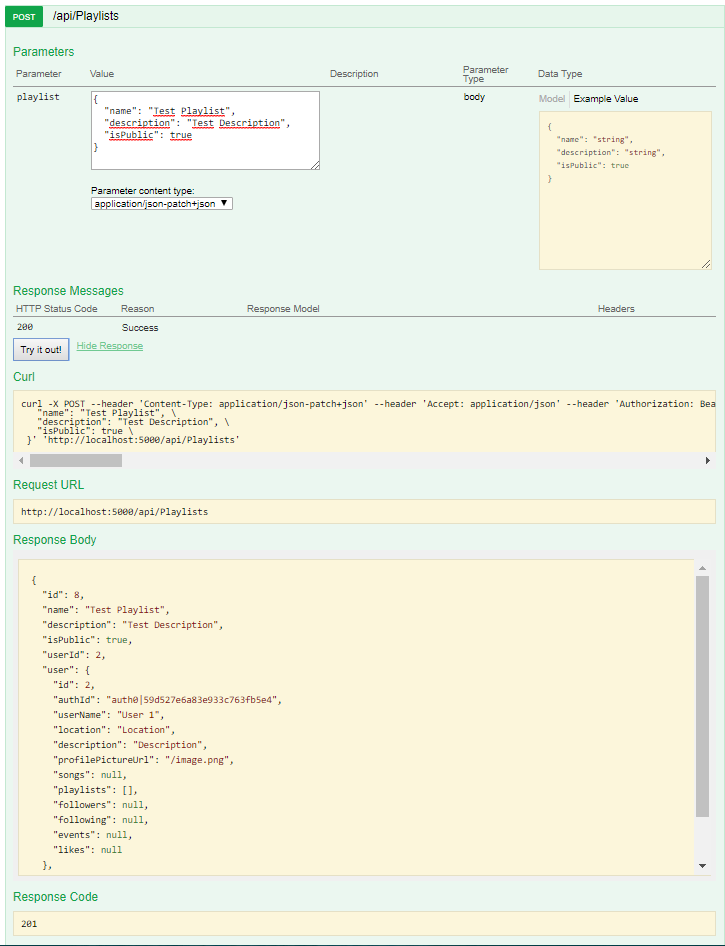 POST /api/Playlists
Parameters
Parameter Value Description Parameter Type Data Type
playlist
{
"name": "Test Playlist",
"description": "Test Description",
"isPublic": true
}
body
Model Example Value
{
"name": "string",
"description": "string",
"isPublic": true
}
Parameter content type:
application/json-patch+json
Response Messages
HTTP Status Code Reason Response Model Headers
200 Success
Try it out! Hide Response
Curl
curl -X POST --header 'Content-Type: application/json-patch+json' --header 'Accept: application/json' --header 'Authorization: Bea
"name": "Test Playlist", \
"description": "Test Description", \
"isPublic": true \
}' 'http://localhost:5000/api/Playlists'
Request URL
http://localhost:5000/api/Playlists
Response Body
{
"id": 8,
"name": "Test Playlist",
"description": "Test Description",
"isPublic": true,
"userId": 2,
"user": {
"id": 2,
"authId": "auth0|59d527e6a83e933c763fb5e4",
"userName": "User 1",
"location": "Location",
"description": "Description",
"profilePictureUrl": "/image.png",
"songs": null,
"playlists": [],
"followers": null,
"following": null,
"events": null,
"likes": null
},
Response Code
201